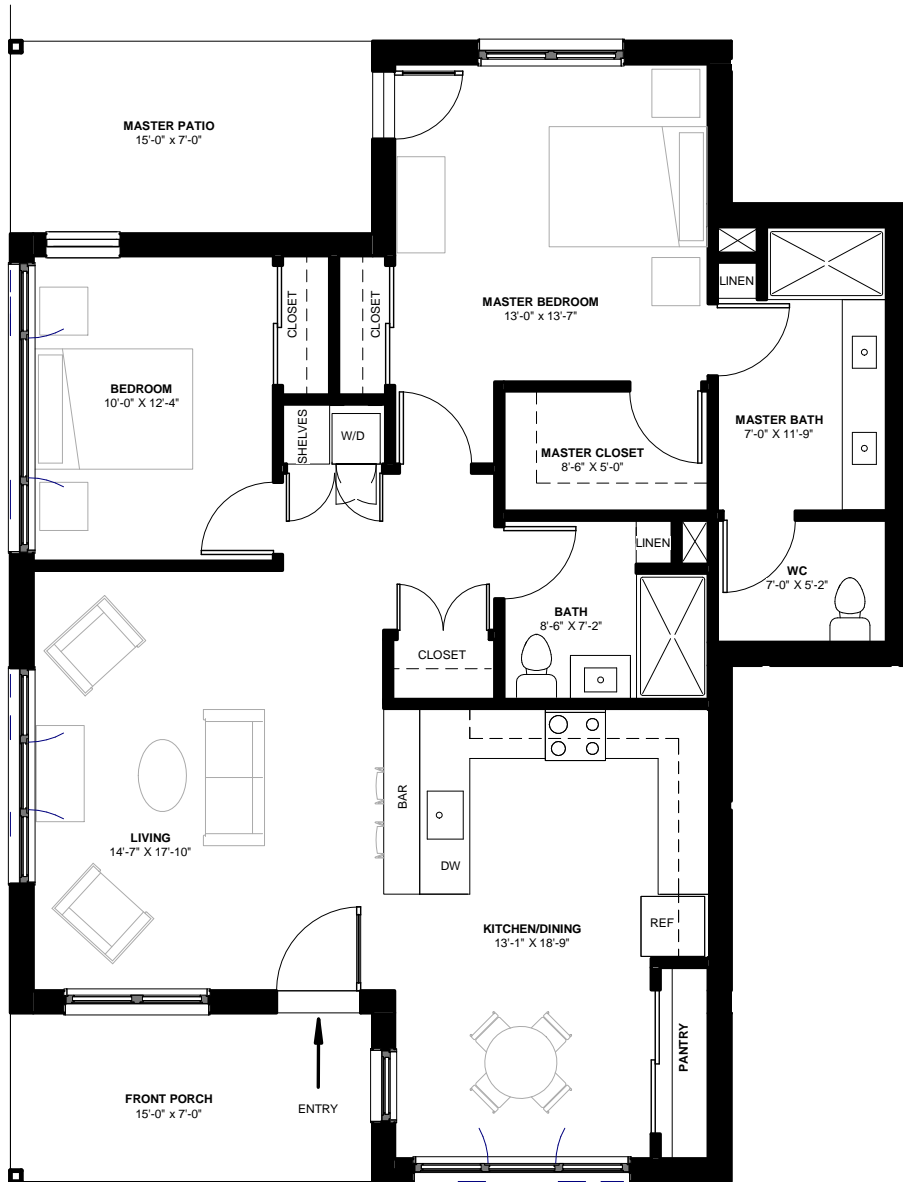 MASTER PATIO
15'-0" x 7'-0"
MASTER BEDROOM
13'-0" x 13'-7"
LINEN
CLOSET
CLOSET
BEDROOM
10'-0" X 12'-4"
SHELVES
W/D
MASTER CLOSET
8'-6" X 5'-0"
MASTER BATH
7'-0" X 11'-9"
LINEN
WC
7'-0" X 5'-2"
BATH
8'-6" X 7'-2"
CLOSET
BAR
DW
LIVING
14'-7" X 17'-10"
KITCHEN/DINING
13'-1" X 18'-9"
REF
PANTRY
FRONT PORCH
15'-0" x 7'-0"
ENTRY